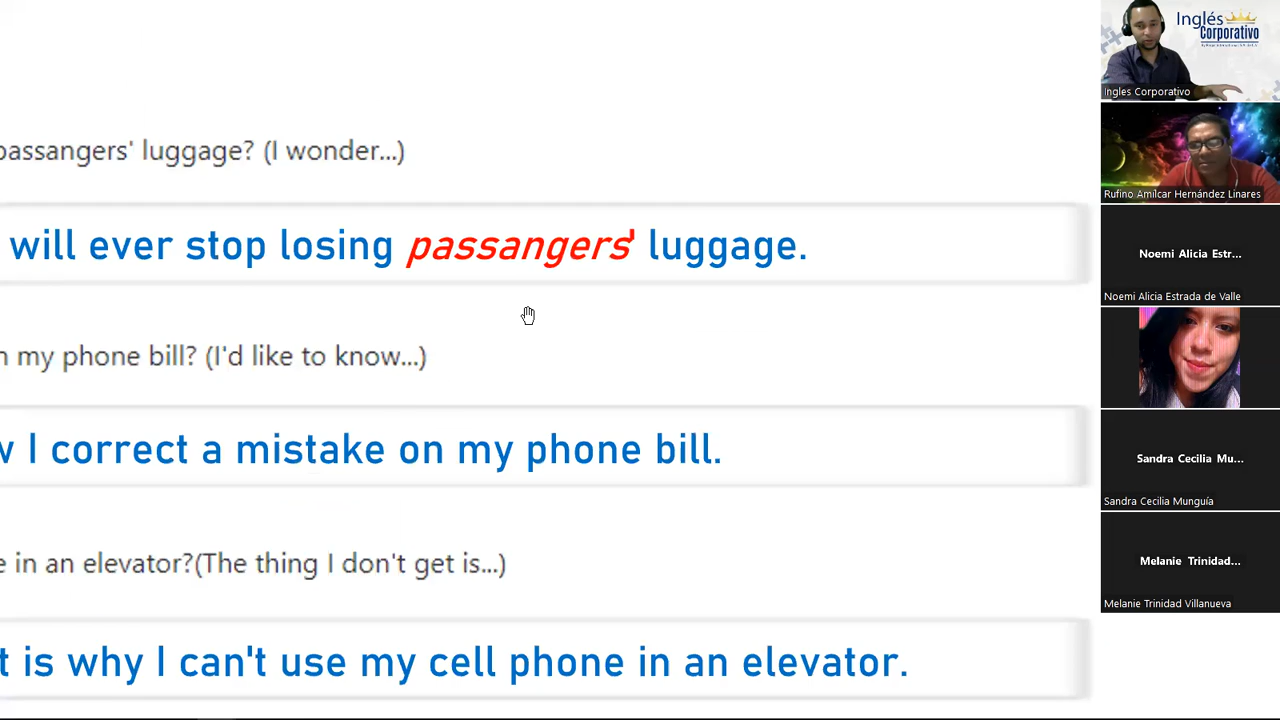 passangers' luggage? (I wonder...)
will ever stop losing passangers' luggage.
my phone bill? (I'd like to know...)
I correct a mistake on my phone bill.
in an elevator?(The thing I don't get is...)
is why I can't use my cell phone in an elevator.
Inglés
Corporativo
Ingles Corporativo
Rufino Amílcar Hernández Linares
Noemi Alicia Estr...
Noemi Alicia Estrada de Valle
Sandra Cecilia Mu...
Sandra Cecilia Munguía
Melanie Trinidad...
Melanie Trinidad Villanueva